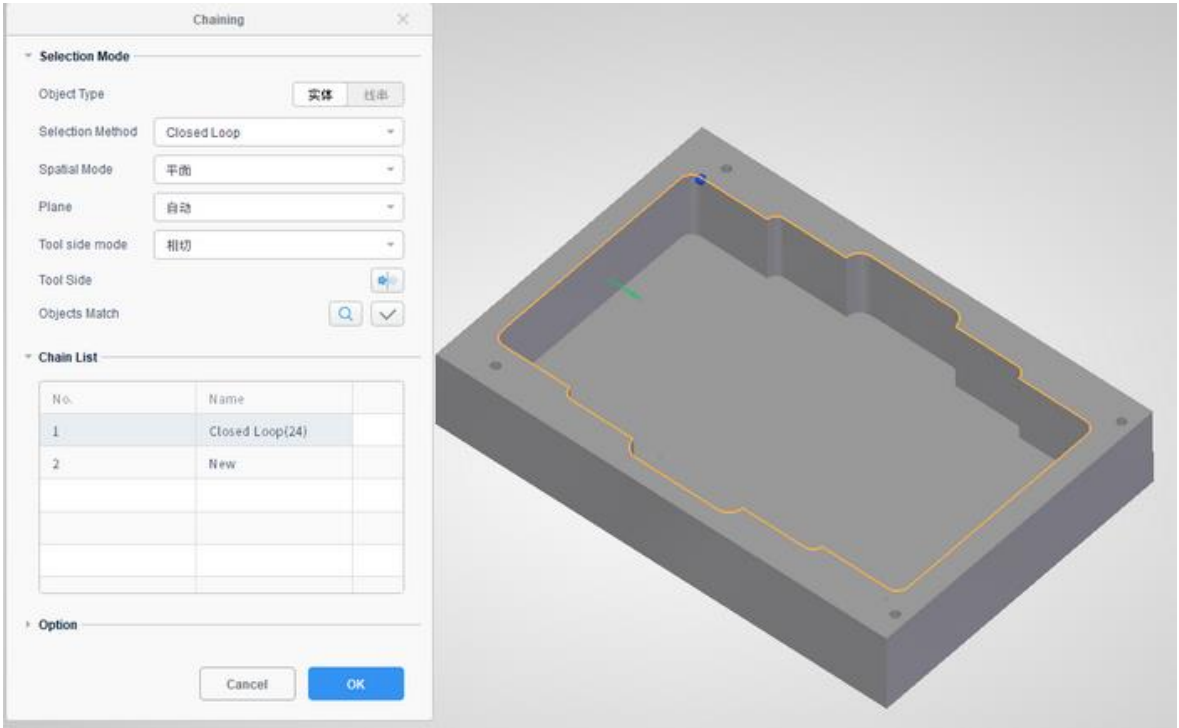 Chaining
Selection Mode
Object Type 实体 线串
Selection Method Closed Loop
Spatial Mode 平面
Plane 自动
Tool side mode 相切
Tool Side
Objects Match
Chain List
No. Name
1 Closed Loop(24)
2 New
Option
Cancel OK